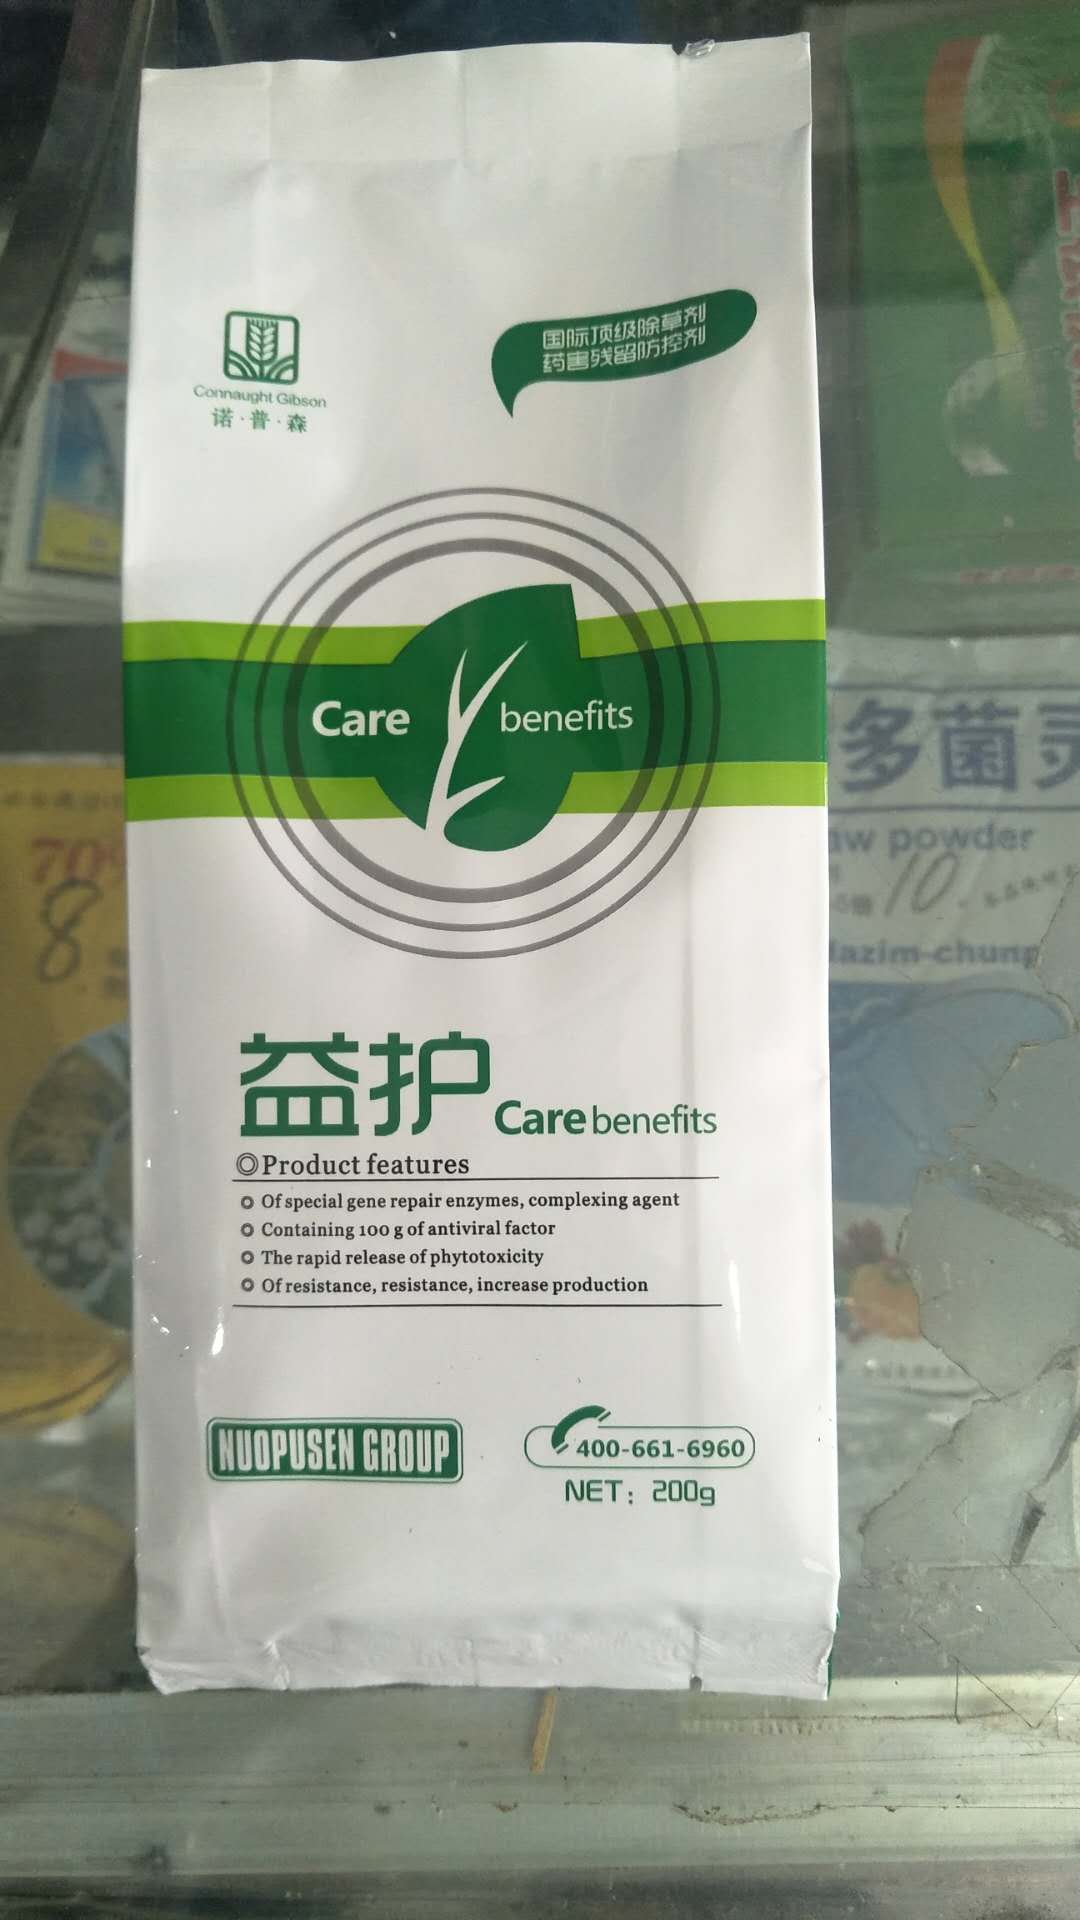 国际顶级除草剂
药害残留防控剂
Connaught Gibson
诺·普·森
Care benefits
益护 Care benefits
◎Product features
Of special gene repair enzymes, complexing agent
Containing 100 g of antiviral factor
The rapid release of phytotoxicity
Of resistance, resistance, increase production
NUOPUSEN GROUP
400-661-6960
NET: 200g
多菌灵
powder
10
70%
8